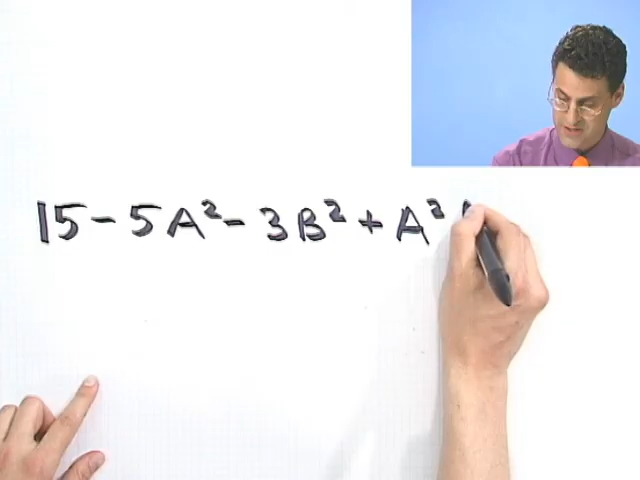 15 - 5A² - 3B² + A²